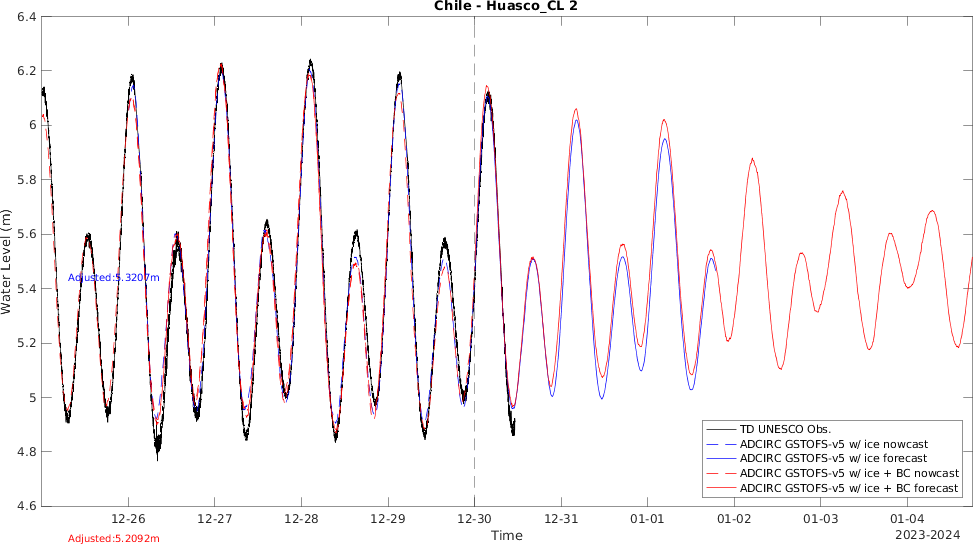 Chile - Huasco_CL 2
6.4
6.2
6
5.8
5.6
5.4
5.2
5
4.8
4.6
Water Level (m)
Adjusted:5.3207m
TD UNESCO Obs.
ADCIRC GSTOFS-v5 w/ ice nowcast
ADCIRC GSTOFS-v5 w/ ice forecast
ADCIRC GSTOFS-v5 w/ ice + BC nowcast
ADCIRC GSTOFS-v5 w/ ice + BC forecast
12-26 12-27 12-28 12-29 12-30 12-31 01-01 01-02 01-03 01-04
Time
2023-2024
Adjusted:5.2092m